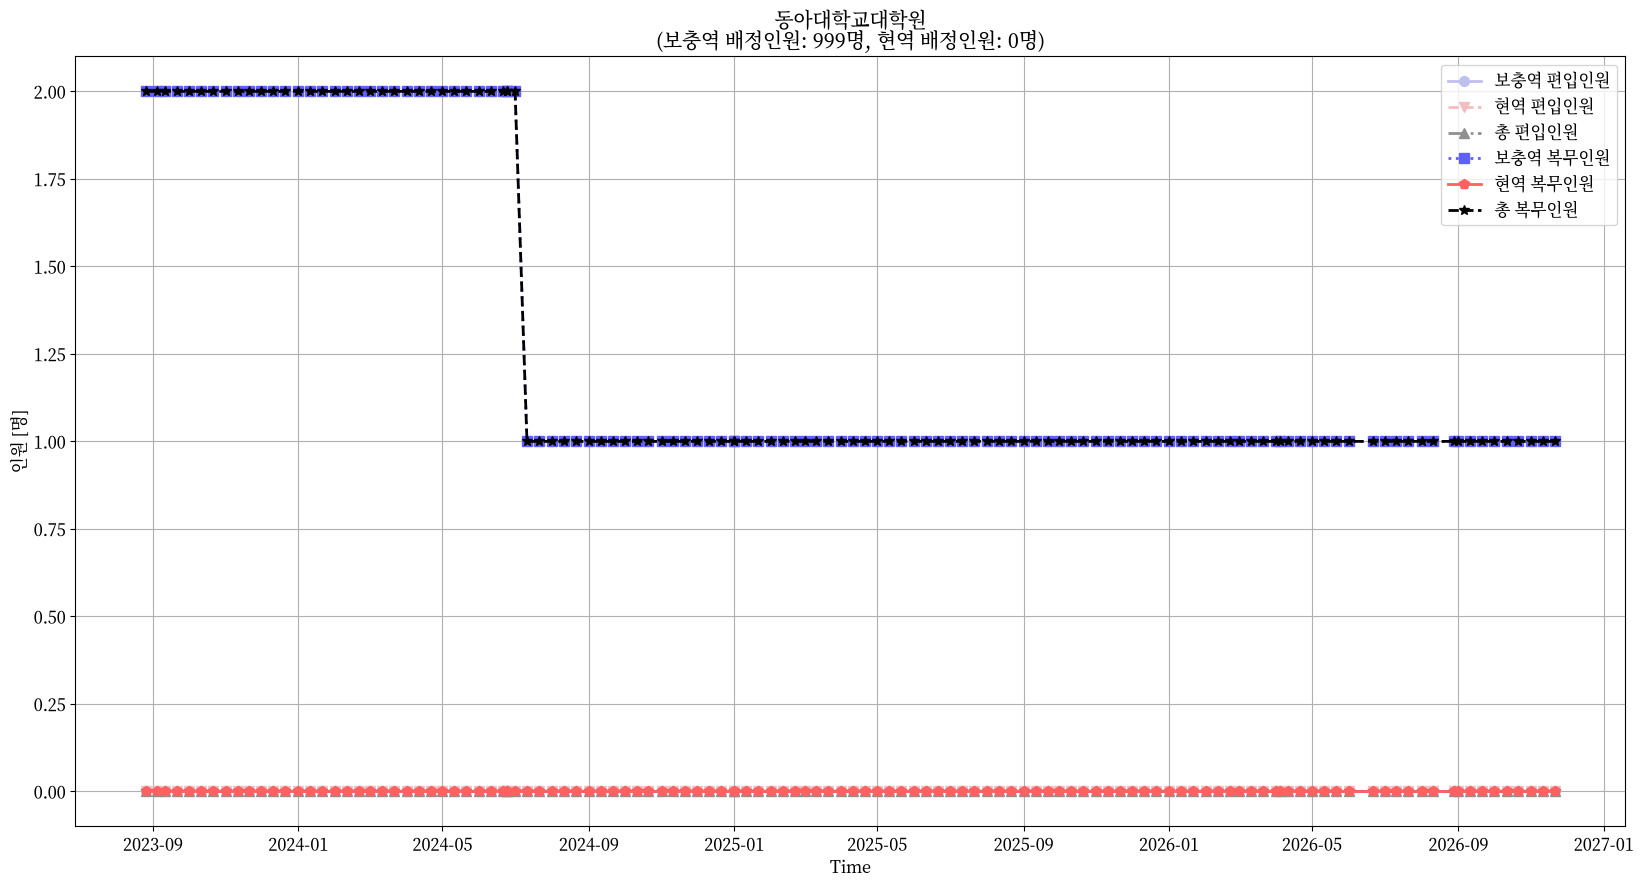 동아대학교대학원
(보충역 배정인원: 999명, 현역 배정인원: 0명)
보충역 편입인원
현역 편입인원
총 편입인원
보충역 복무인원
현역 복무인원
총 복무인원
인원 [명]
2.00
1.75
1.50
1.25
1.00
0.75
0.50
0.25
0.00
2023-09
2024-01
2024-05
2024-09
2025-01
2025-05
2025-09
2026-01
2026-05
2026-09
2027-01
Time